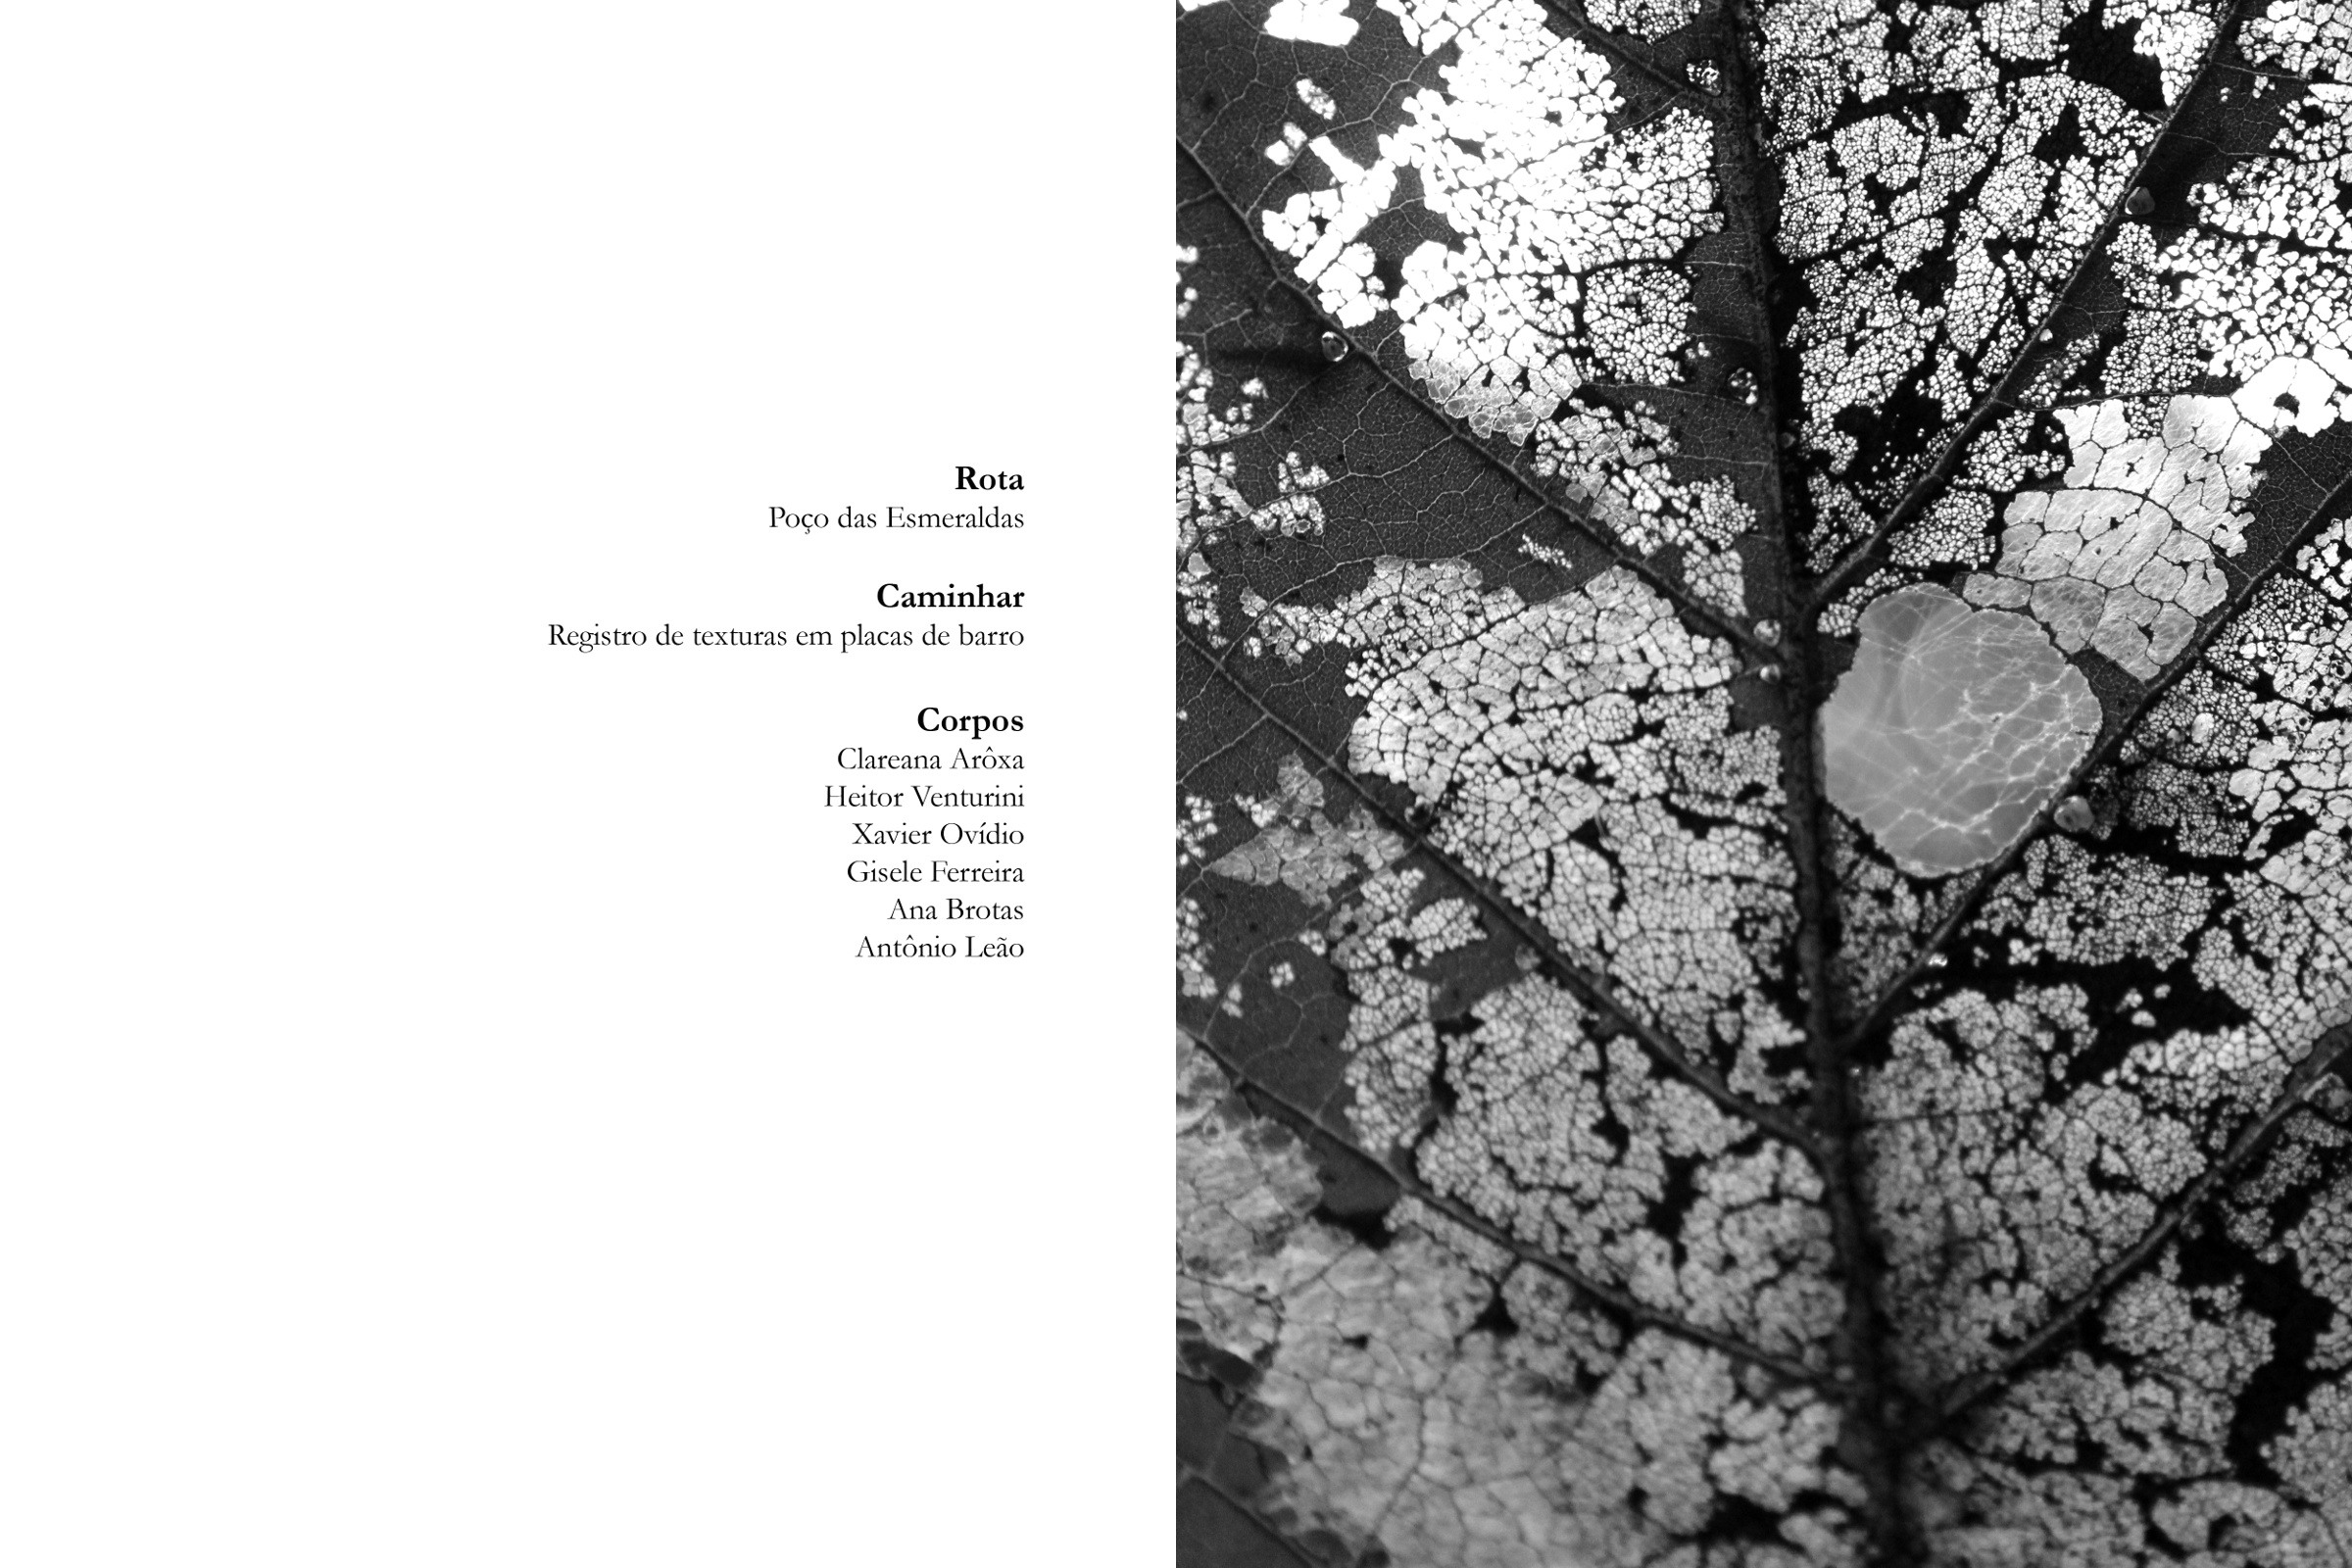 Rota
Poço das Esmeraldas
Caminhar
Registro de texturas em placas de barro
Corpos
Clareana Arôxa
Heitor Venturini
Xavier Ovídio
Gisele Ferreira
Ana Brotas
Antônio Leão